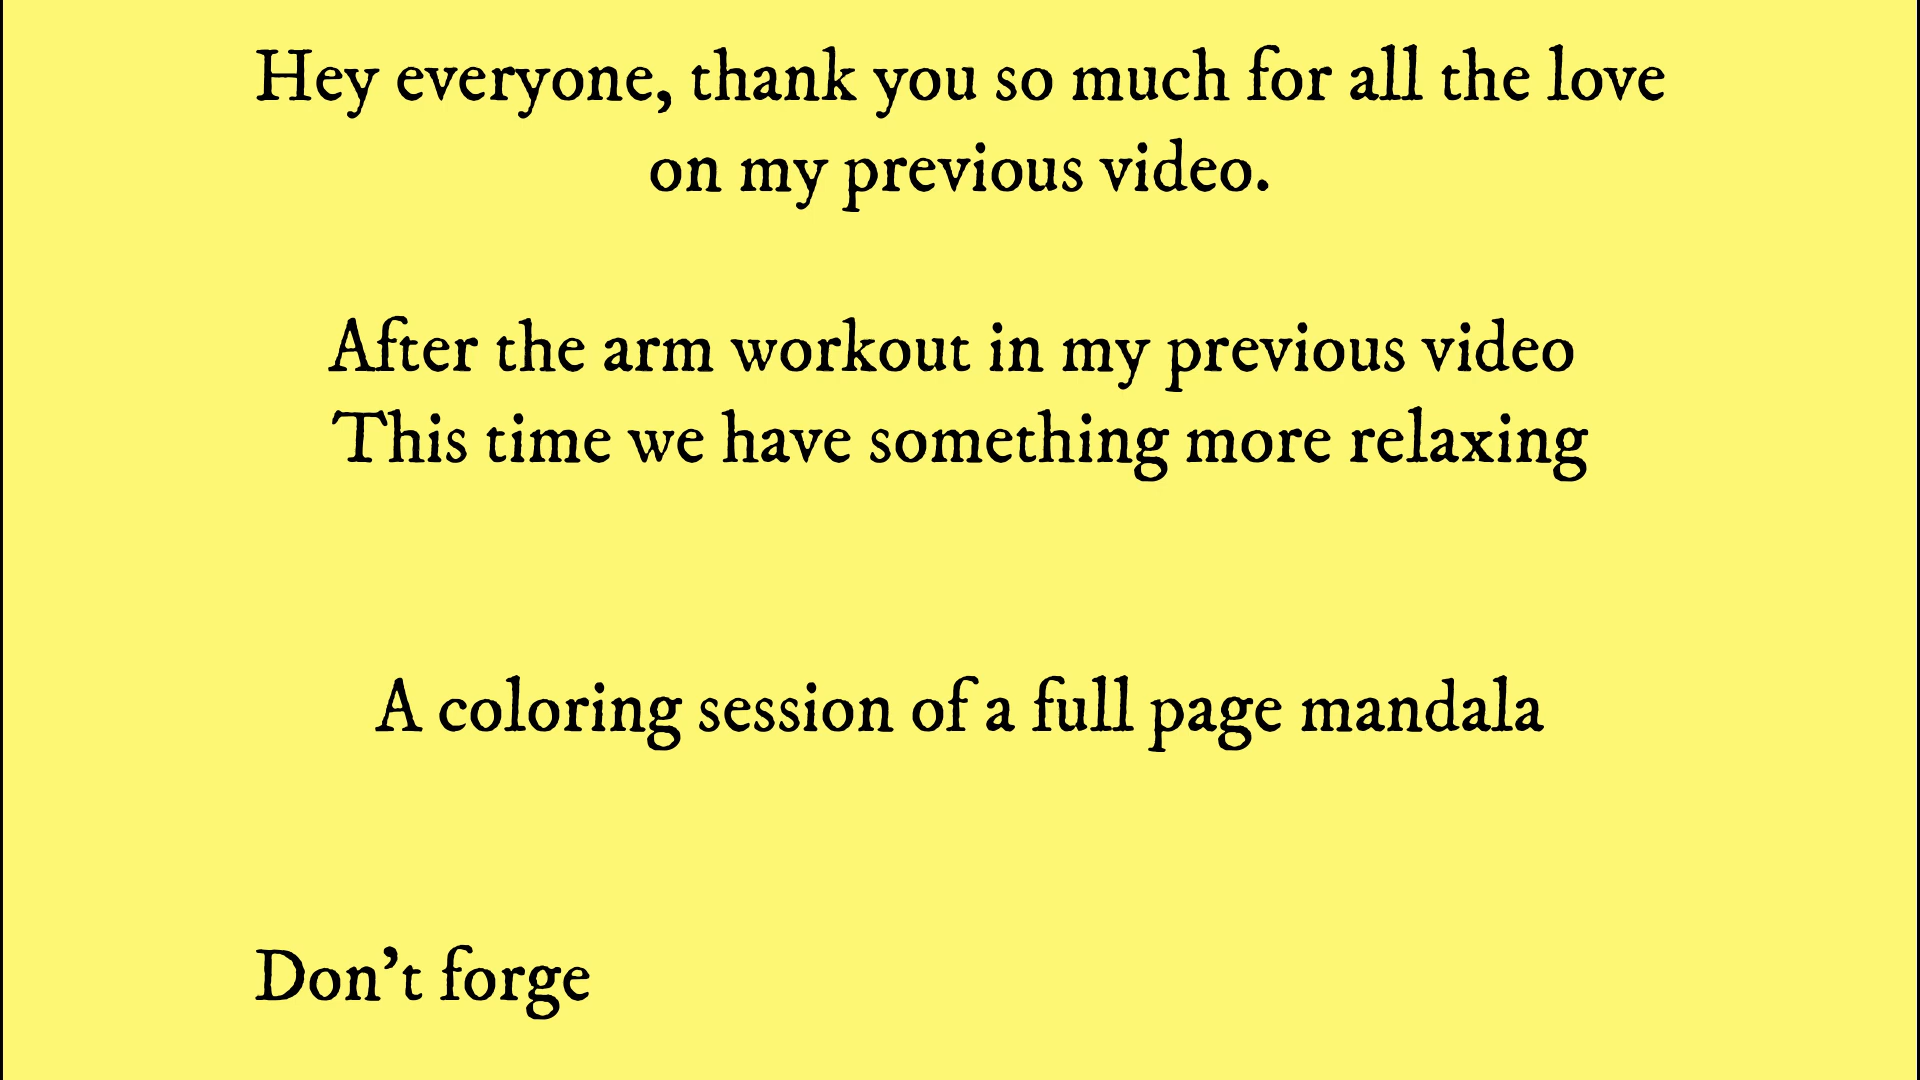 Hey everyone, thank you so much for all the love
on my previous video.
After the arm workout in my previous video
This time we have something more relaxing
A coloring session of a full page mandala
Don't forge